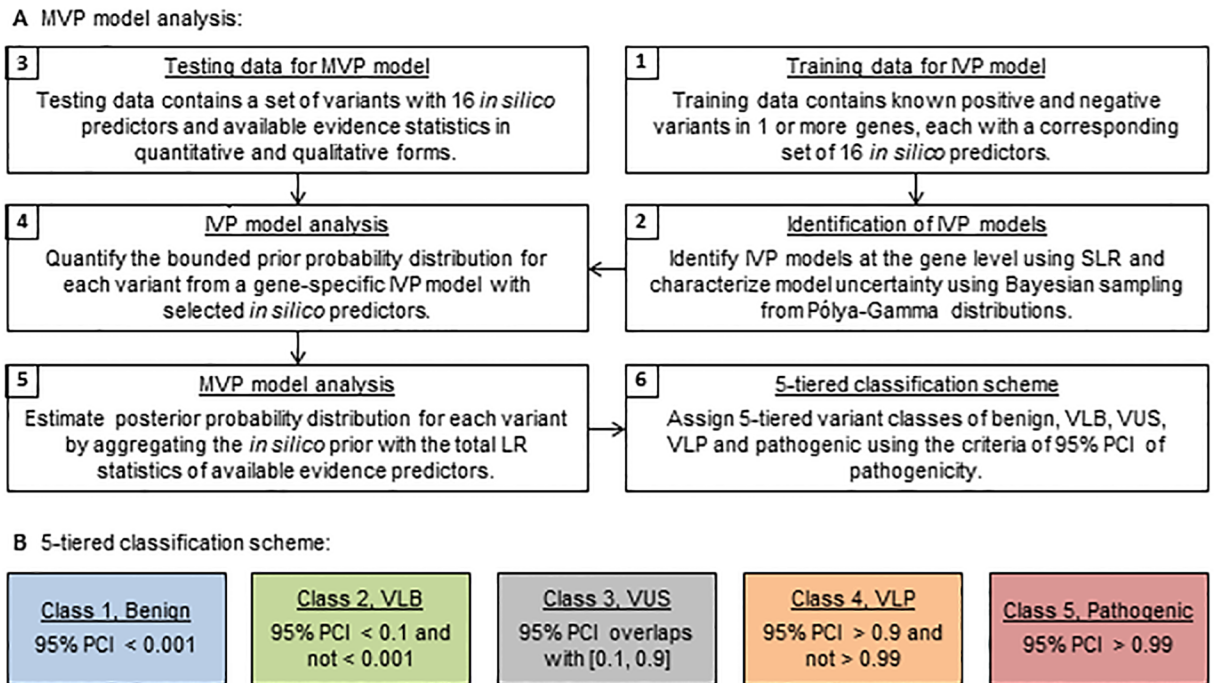 A MVP model analysis:
3
Testing data for MVP model
Testing data contains a set of variants with 16 in silico
predictors and available evidence statistics in
quantitative and qualitative forms.
1
Training data for IVP model
Training data contains known positive and negative
variants in 1 or more genes, each with a corresponding
set of 16 in silico predictors.
4
IVP model analysis
Quantify the bounded prior probability distribution for
each variant from a gene-specific IVP model with
selected in silico predictors.
2
Identification of IVP models
Identify IVP models at the gene level using SLR and
characterize model uncertainty using Bayesian sampling
from Pólya-Gamma distributions.
5
MVP model analysis
Estimate posterior probability distribution for each variant
by aggregating the in silico prior with the total LR
statistics of available evidence predictors.
6
5-tiered classification scheme
Assign 5-tiered variant classes of benign, VLB, VUS,
VLP and pathogenic using the criteria of 95% PCI of
pathogenicity.
B 5-tiered classification scheme:
Class 1, Benign
95% PCI < 0.001
Class 2, VLB
95% PCI < 0.1 and
not < 0.001
Class 3, VUS
95% PCI overlaps
with [0.1, 0.9]
Class 4, VLP
95% PCI > 0.9 and
not > 0.99
Class 5, Pathogenic
95% PCI > 0.99